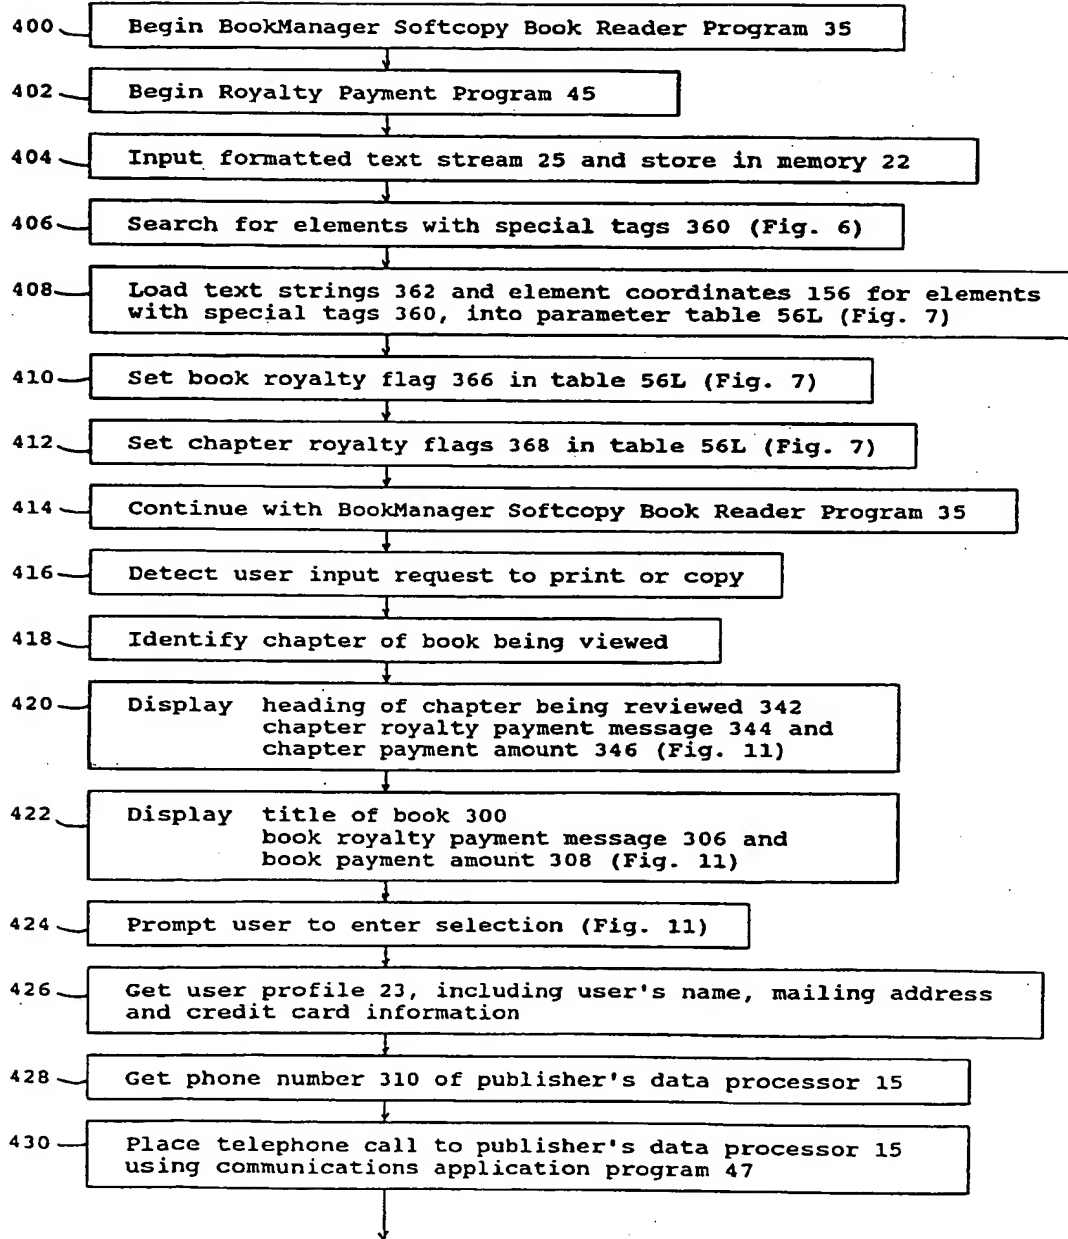 400 Begin BookManager Softcopy Book Reader Program 35
402 Begin Royalty Payment Program 45
404 Input formatted text stream 25 and store in memory 22
406 Search for elements with special tags 360 (Fig. 6)
408 Load text strings 362 and element coordinates 156 for elements
with special tags 360, into parameter table 56L (Fig. 7)
410 Set book royalty flag 366 in table 56L (Fig. 7)
412 Set chapter royalty flags 368 in table 56L (Fig. 7)
414 Continue with BookManager Softcopy Book Reader Program 35
416 Detect user input request to print or copy
418 Identify chapter of book being viewed
420 Display heading of chapter being reviewed 342
chapter royalty payment message 344 and
chapter payment amount 346 (Fig. 11)
422 Display title of book 300
book royalty payment message 306 and
book payment amount 308 (Fig. 11)
424 Prompt user to enter selection (Fig. 11)
426 Get user profile 23, including user's name, mailing address
and credit card information
428 Get phone number 310 of publisher's data processor 15
430 Place telephone call to publisher's data processor 15
using communications application program 47